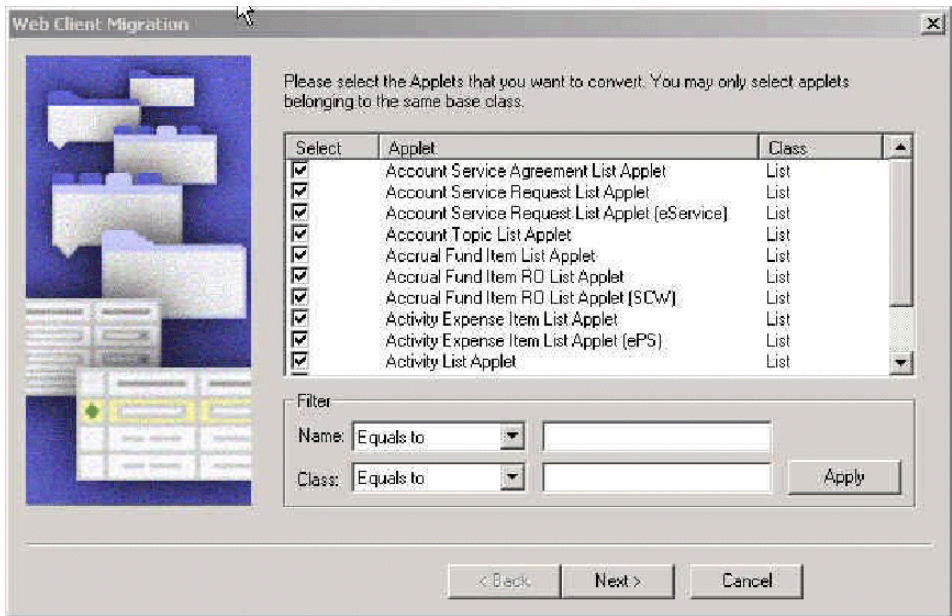 Web Client Migration
Please select the Applets that you want to convert. You may only select applets
belonging to the same base class.
Select Applet Class
Account Service Agreement List Applet List
Account Service Request List Applet List
Account Service Request List Applet (eService) List
Account Topic List Applet List
Accrual Fund Item List Applet List
Accrual Fund Item RO List Applet List
Accrual Fund Item RO List Applet (SCW) List
Activity Expense Item List Applet List
Activity Expense Item List Applet (ePS) List
Activity List Applet List
Filter
Name: Equals to
Class: Equals to Apply
< Back Next > Cancel